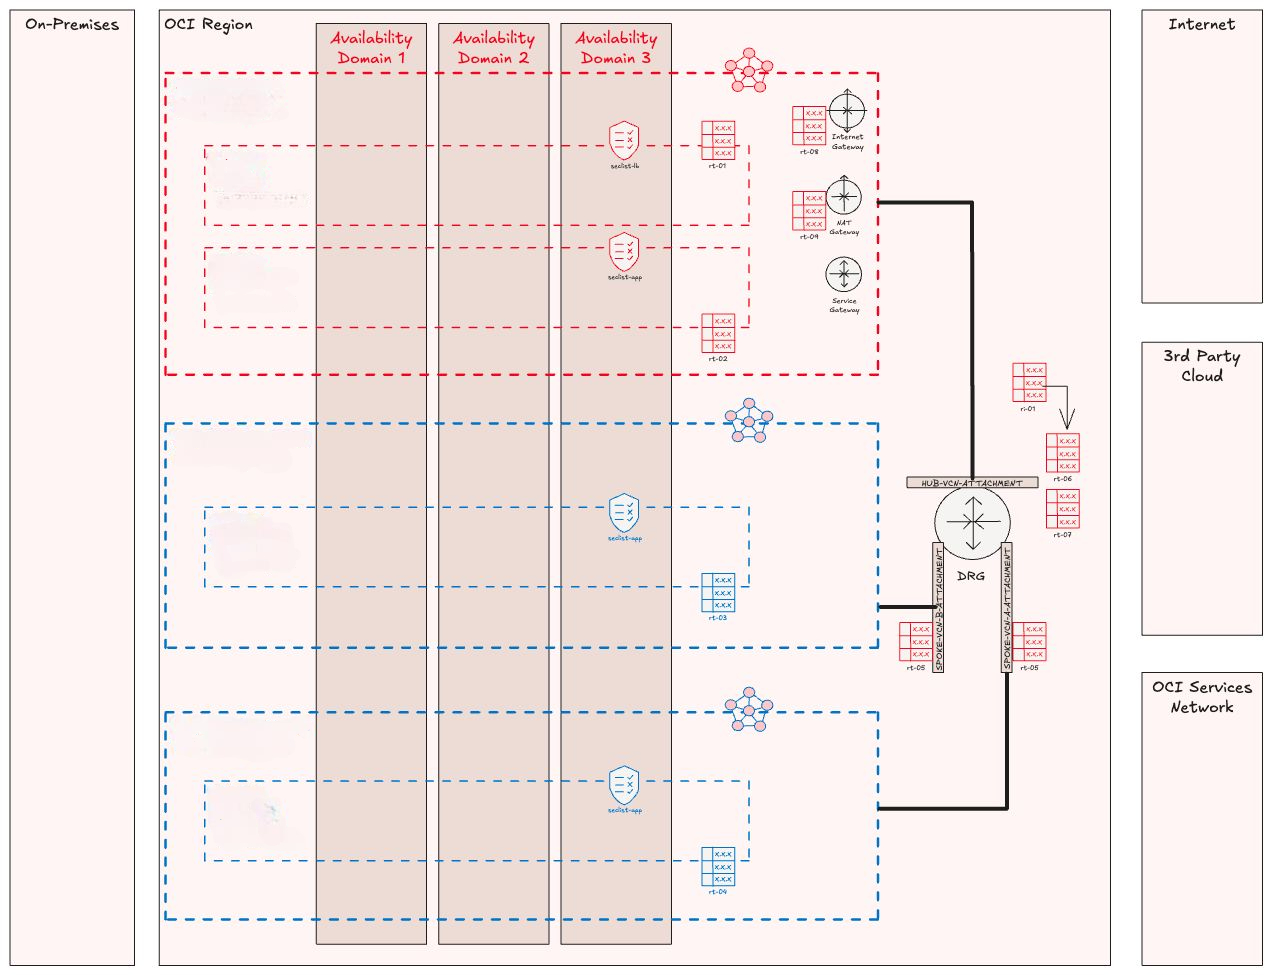 On-Premises
OCI Region
Availability
Domain 1
Availability
Domain 2
Availability
Domain 3
Internet
x.x.x
x.x.x
x.x.x
rt-08
Internet
Gateway
seclist-lb
x.x.x
x.x.x
x.x.x
rt-01
x.x.x
x.x.x
x.x.x
rt-09
NAT
Gateway
seclist-app
Service
Gateway
x.x.x
x.x.x
x.x.x
rt-02
3rd Party
Cloud
x.x.x
x.x.x
x.x.x
ri-01
x.x.x
x.x.x
x.x.x
rt-06
HUB-VCN-ATTACHMENT
x.x.x
x.x.x
x.x.x
rt-07
seclist-app
DRG
x.x.x
x.x.x
x.x.x
rt-03
SPOKE-VCN-B-ATTACHMENT
SPOKE-VCN-A-ATTACHMENT
x.x.x
x.x.x
x.x.x
rt-05
x.x.x
x.x.x
x.x.x
rt-05
OCI Services
Network
seclist-app
x.x.x
x.x.x
x.x.x
rt-04